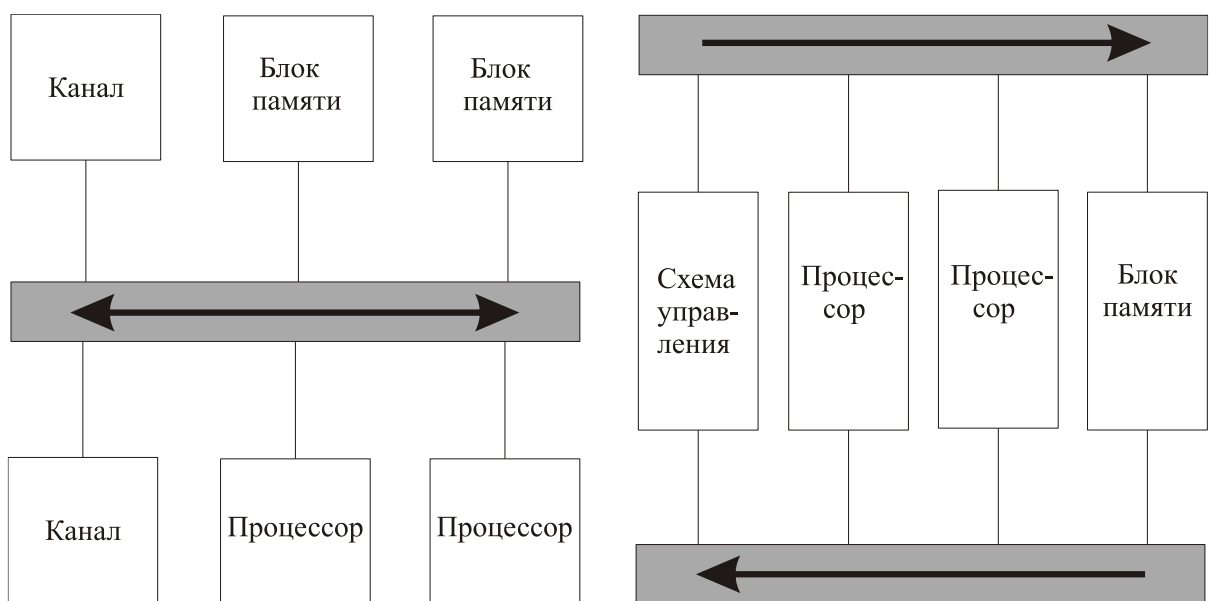 Канал
Блок
памяти
Блок
памяти
Канал
Процессор
Процессор
Схема
управ-
ления
Процес-
сор
Процес-
сор
Блок
памяти